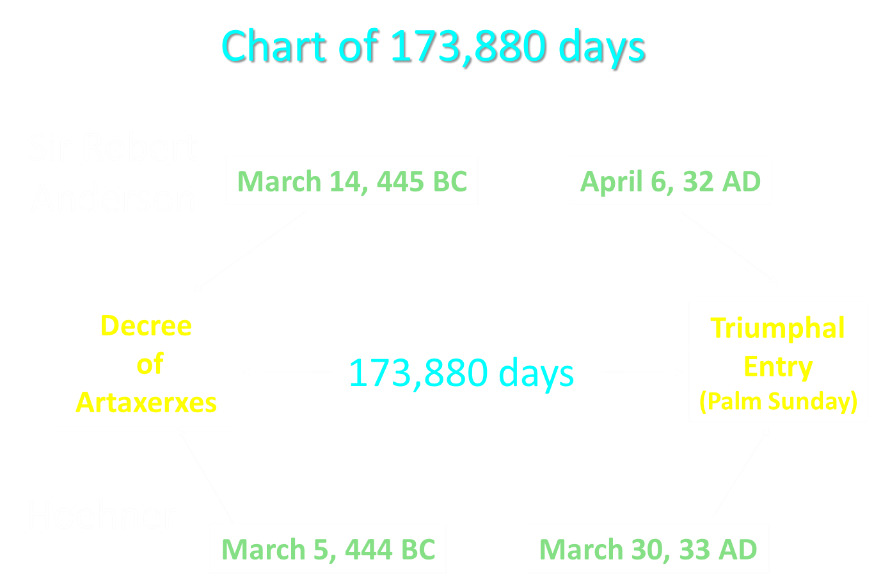 Chart of 173,880 days
March 14, 445 BC
April 6, 32 AD
Decree
of
Artaxerxes
173,880 days
Triumphal
Entry
(Palm Sunday)
March 5, 444 BC
March 30, 33 AD